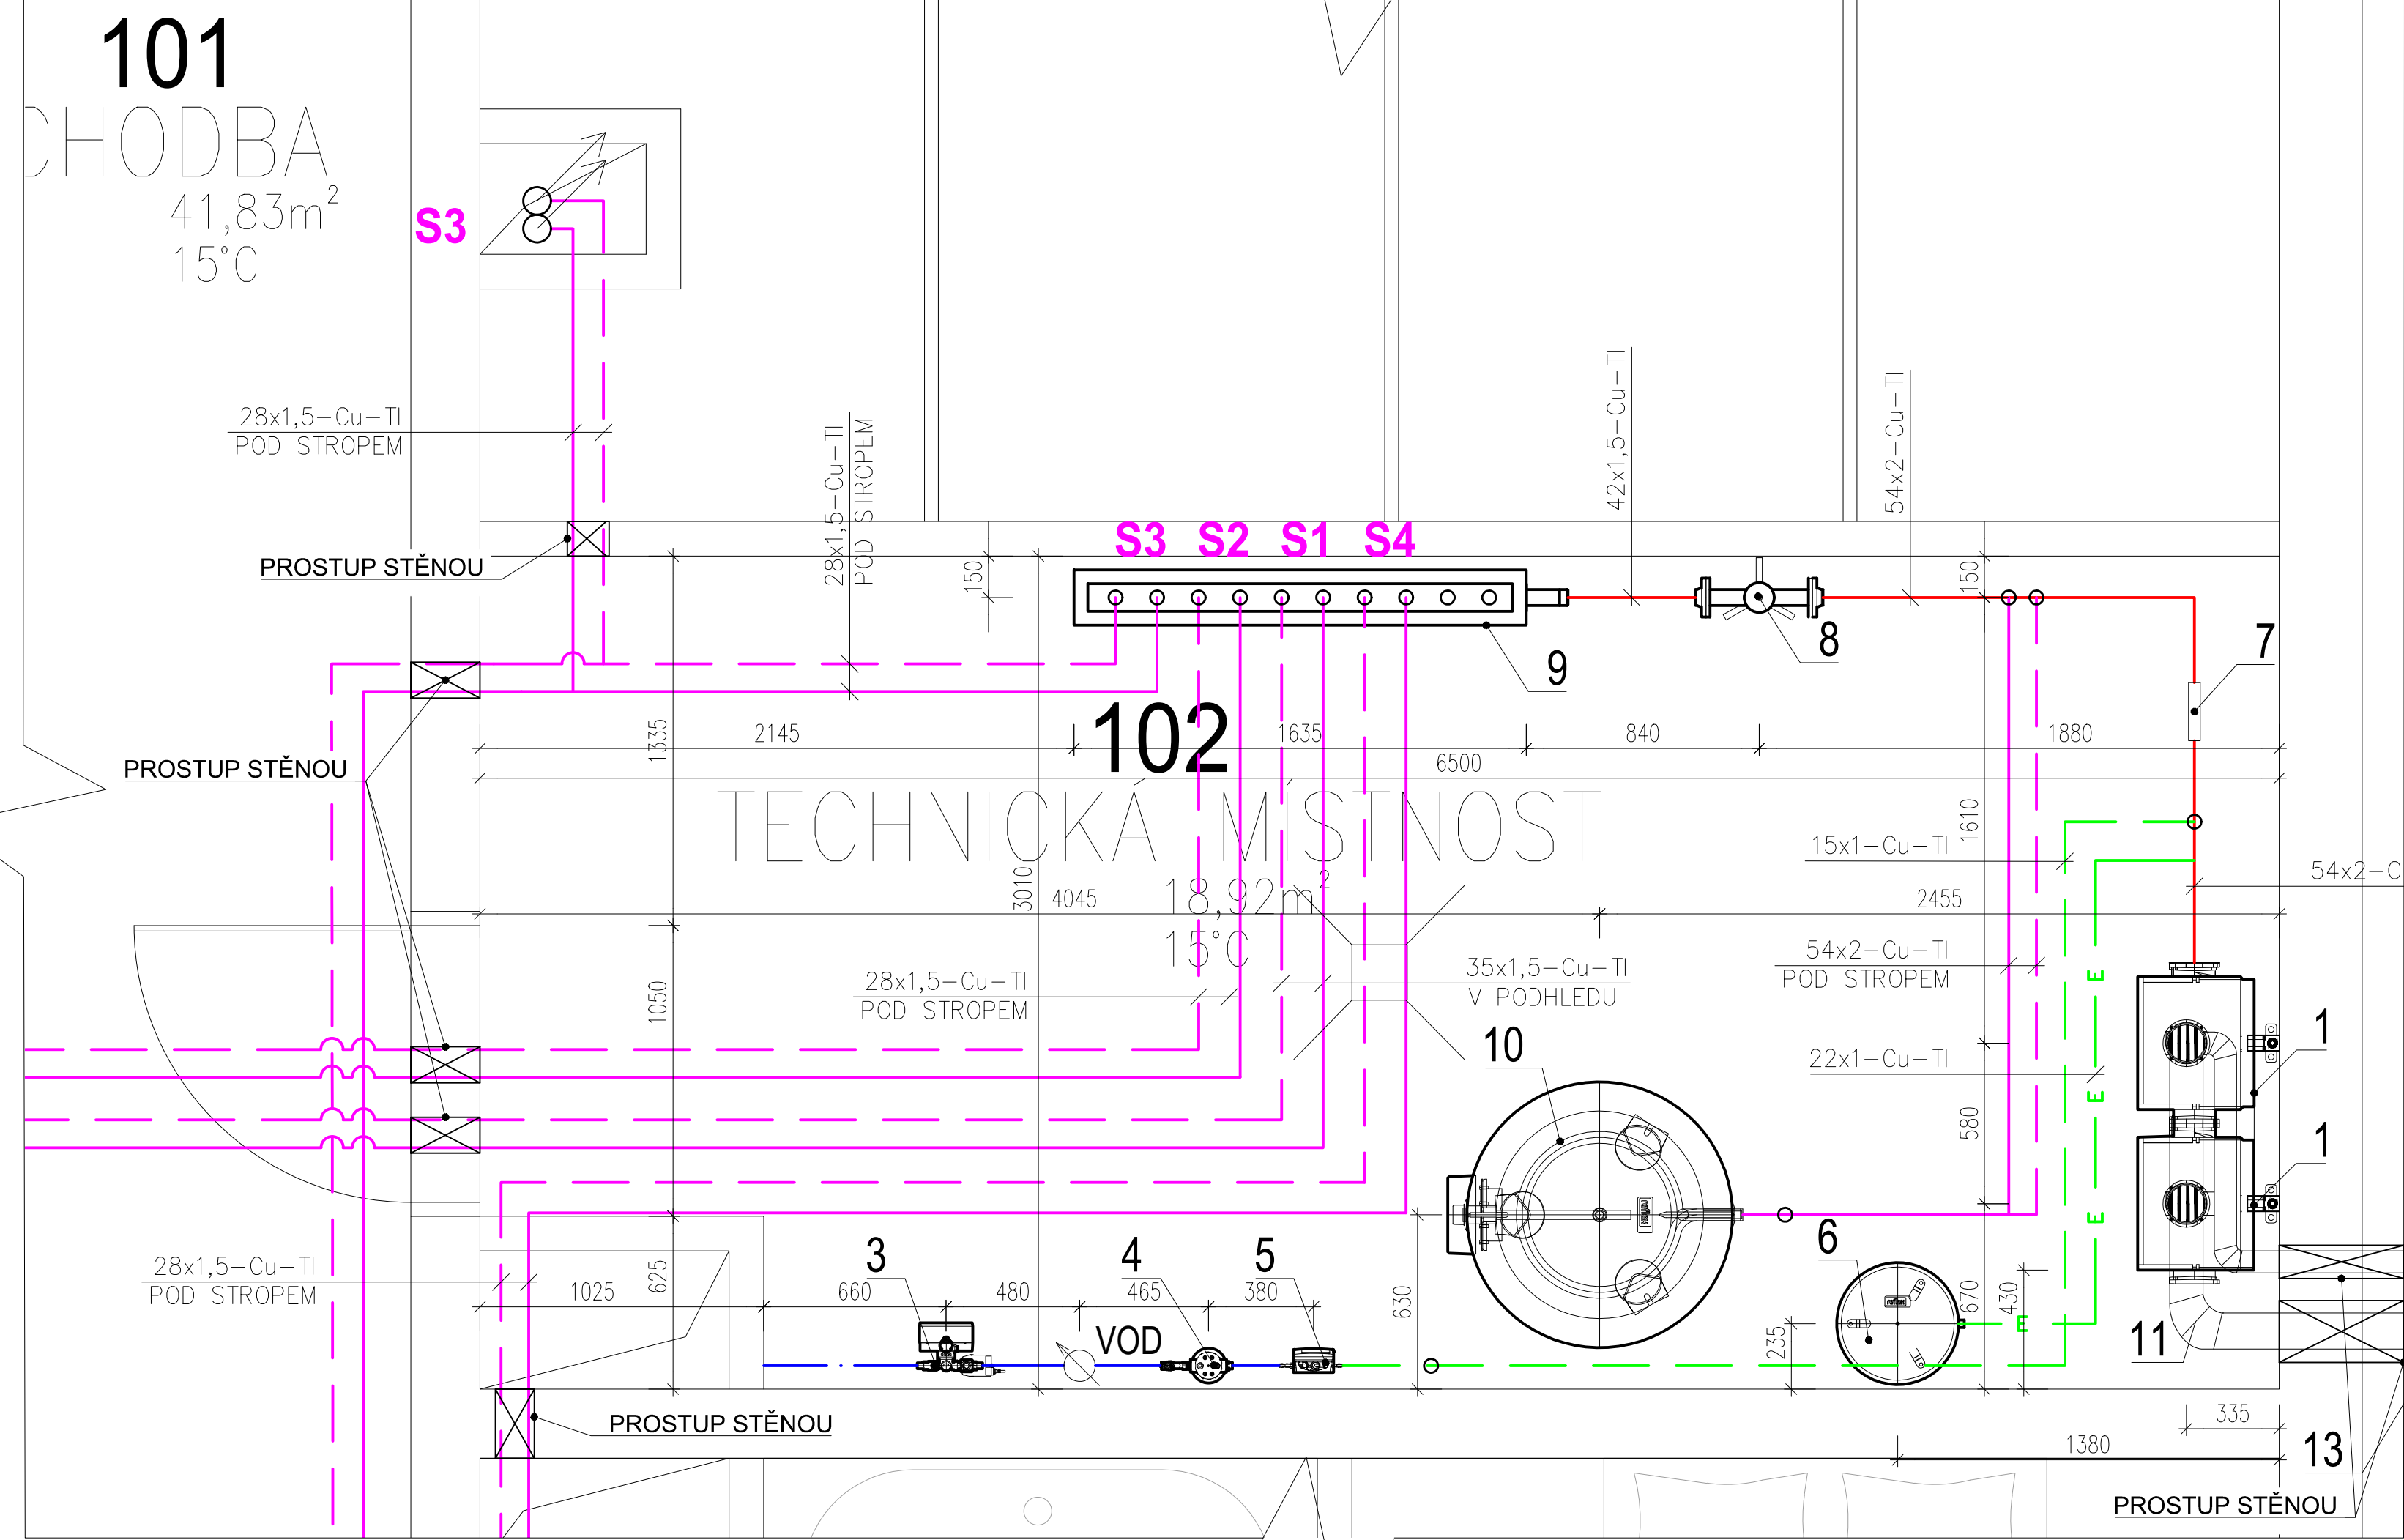 101
CHODBA
41,83m²
15°C
S3
28x1,5-Cu-TI
POD STROPEM
28x1,5-Cu-TI
POD STROPEM
42x1,5-Cu-TI
54x2-Cu-TI
PROSTUP STĚNOU
S3 S2 S1 S4
150
150
9
8
7
PROSTUP STĚNOU
1335
2145
102
1635
840
1880
6500
TECHNICKÁ MÍSTNOST
18,92m²
15°C
1610
15x1-Cu-TI
54x2-C
3010
4045
2455
28x1,5-Cu-TI
POD STROPEM
35x1,5-Cu-TI
V PODHLEDU
54x2-Cu-TI
POD STROPEM
1050
E
10
1
22x1-Cu-TI
E
580
1
E
reflex
28x1,5-Cu-TI
POD STROPEM
3
4
5
6
1025
625
660
480
465
380
630
670
430
reflex
E
235
VOD
11
PROSTUP STĚNOU
335
1380
13
PROSTUP STĚNOU